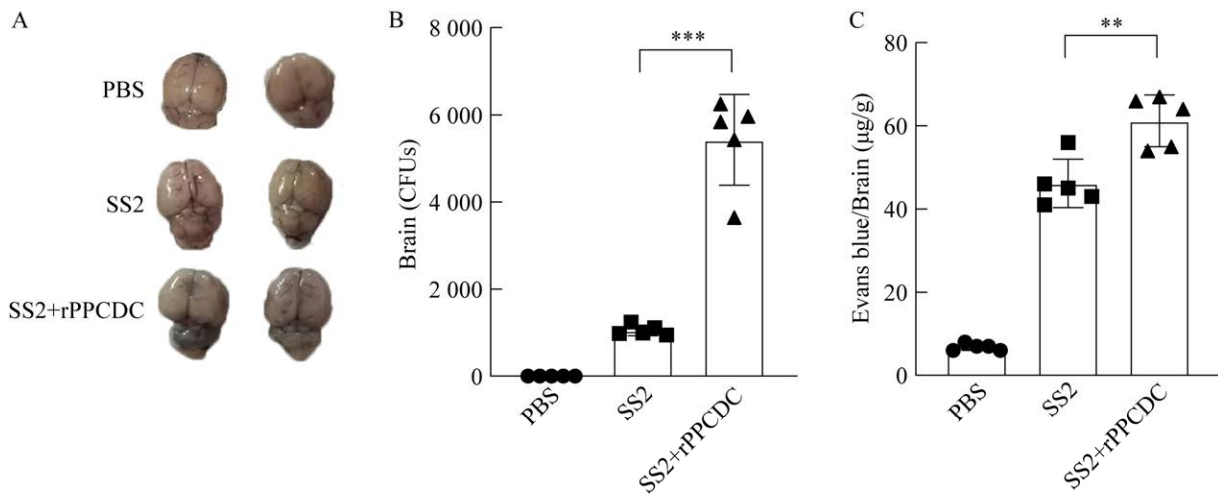 A
PBS
SS2
SS2+rPPCDC
B
Brain (CFUs)
8 000
6 000
4 000
2 000
0
***
PBS
SS2
SS2+rPPCDC
C
Evans blue/Brain (μg/g)
80
60
40
20
0
**
PBS
SS2
SS2+rPPCDC